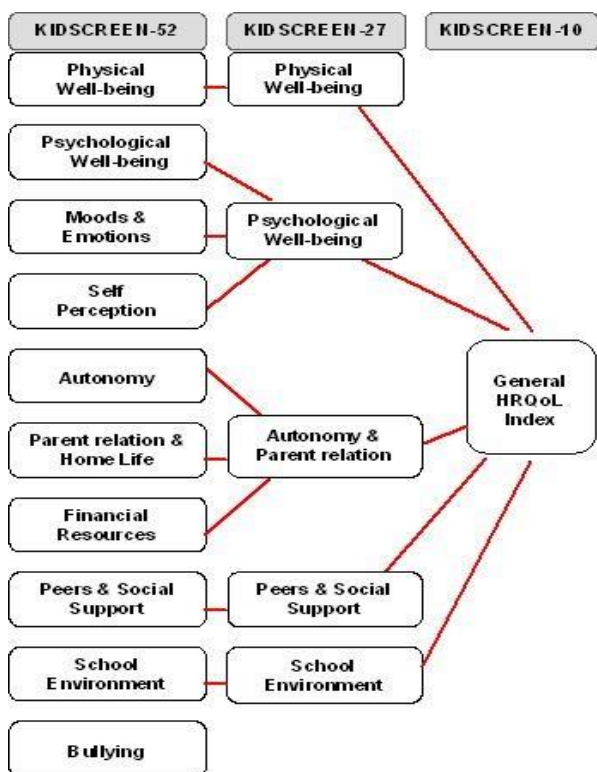 KIDSCREEN-52
KIDSCREEN-27
KIDSCREEN-10
Physical
Well-being
Physical
Well-being
Psychological
Well-being
Moods &
Emotions
Psychological
Well-being
Self
Perception
Autonomy
General
HRQoL
Index
Parent relation &
Home Life
Autonomy &
Parent relation
Financial
Resources
Peers & Social
Support
Peers & Social
Support
School
Environment
School
Environment
Bullying